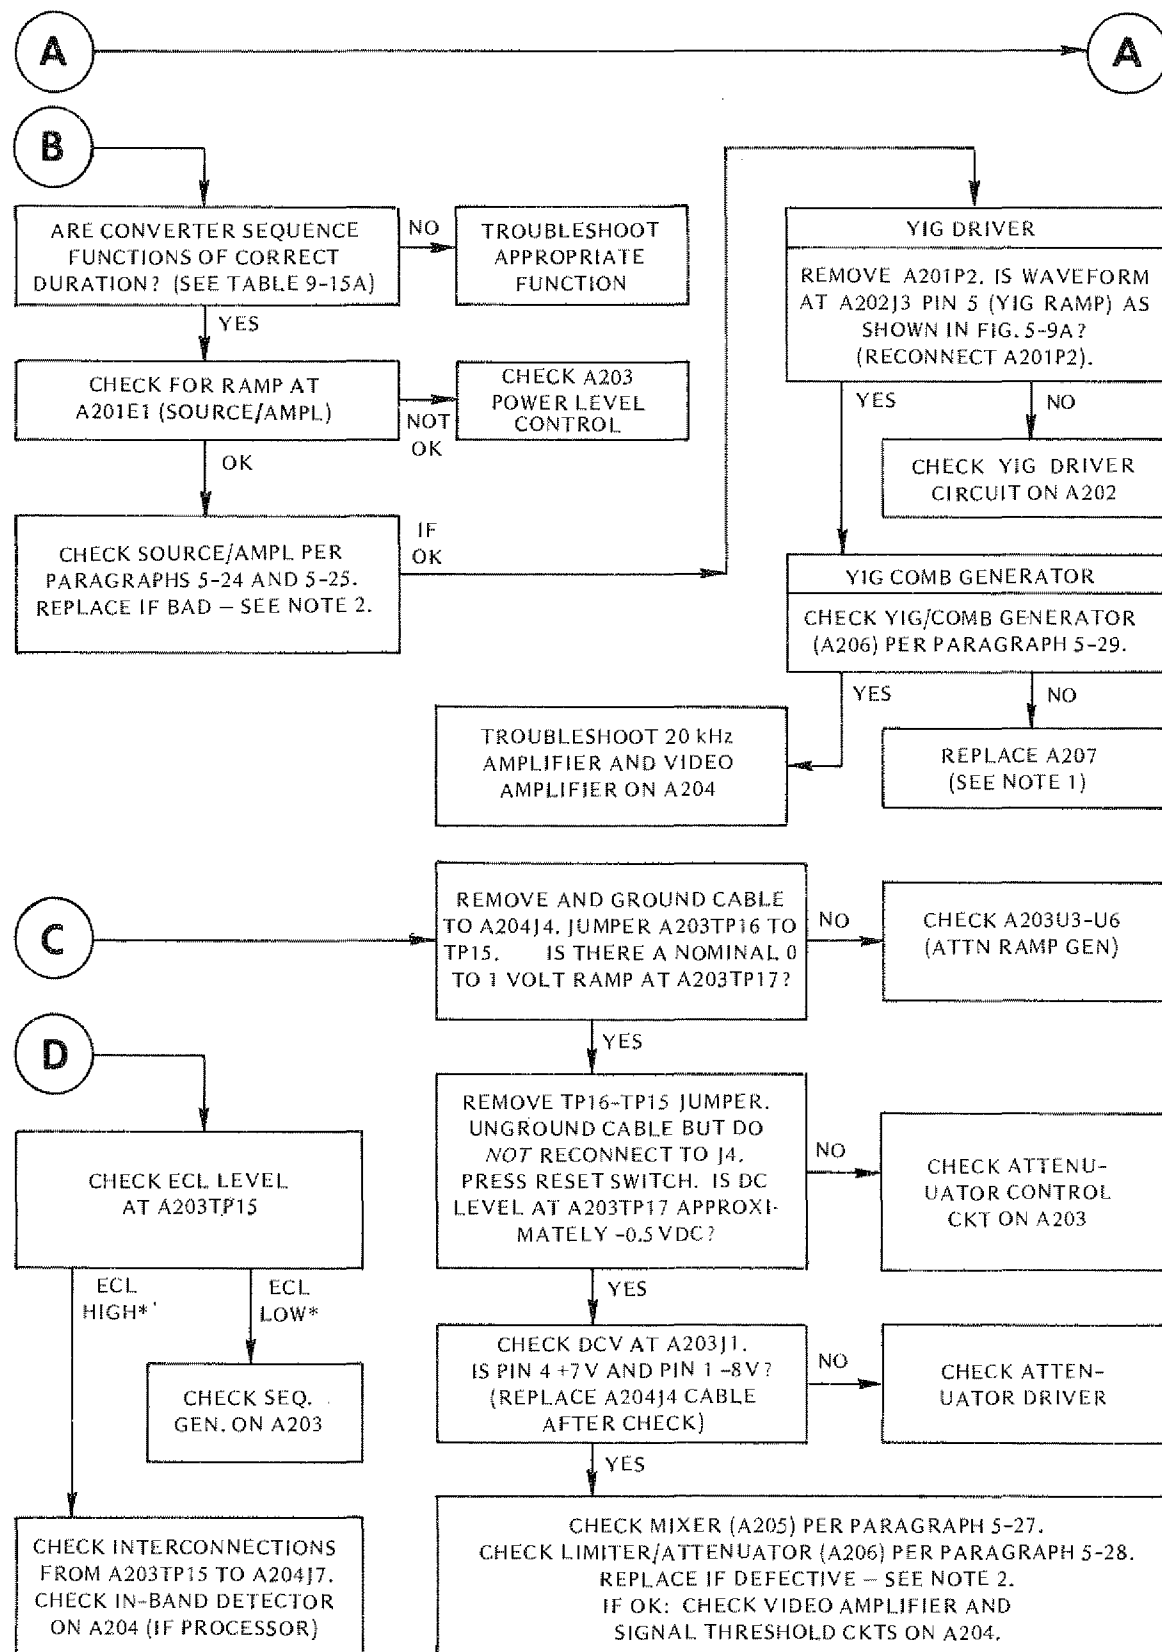 A
A
B
ARE CONVERTER SEQUENCE
FUNCTIONS OF CORRECT
DURATION? (SEE TABLE 9-15A)
NO
TROUBLESHOOT
APPROPRIATE
FUNCTION
YES
CHECK FOR RAMP AT
A201E1 (SOURCE/AMPL)
NOT
OK
CHECK A203
POWER LEVEL
CONTROL
OK
CHECK SOURCE/AMPL PER
PARAGRAPHS 5-24 AND 5-25.
REPLACE IF BAD – SEE NOTE 2.
IF
OK
YIG DRIVER
REMOVE A201P2. IS WAVEFORM
AT A202J3 PIN 5 (YIG RAMP) AS
SHOWN IN FIG. 5-9A?
(RECONNECT A201P2).
YES
NO
CHECK YIG DRIVER
CIRCUIT ON A202
YIG COMB GENERATOR
CHECK YIG/COMB GENERATOR
(A206) PER PARAGRAPH 5-29.
YES
NO
TROUBLESHOOT 20 kHz
AMPLIFIER AND VIDEO
AMPLIFIER ON A204
REPLACE A207
(SEE NOTE 1)
C
REMOVE AND GROUND CABLE
TO A204J4. JUMPER A203TP16 TO
TP15. IS THERE A NOMINAL 0
TO 1 VOLT RAMP AT A203TP17?
NO
CHECK A203U3-U6
(ATTN RAMP GEN)
YES
D
CHECK ECL LEVEL
AT A203TP15
ECL
HIGH*
ECL
LOW*
CHECK SEQ.
GEN. ON A203
CHECK INTERCONNECTIONS
FROM A203TP15 TO A204J7.
CHECK IN-BAND DETECTOR
ON A204 (IF PROCESSOR)
REMOVE TP16-TP15 JUMPER.
UNGROUND CABLE BUT DO
NOT RECONNECT TO J4.
PRESS RESET SWITCH. IS DC
LEVEL AT A203TP17 APPROXI-
MATELY -0.5 VDC?
NO
CHECK ATTENU-
UATOR CONTROL
CKT ON A203
YES
CHECK DCV AT A203J1.
IS PIN 4 +7V AND PIN 1 -8V?
(REPLACE A204J4 CABLE
AFTER CHECK)
NO
CHECK ATTEN-
UATOR DRIVER
YES
CHECK MIXER (A205) PER PARAGRAPH 5-27.
CHECK LIMITER/ATTENUATOR (A206) PER PARAGRAPH 5-28.
REPLACE IF DEFECTIVE – SEE NOTE 2.
IF OK: CHECK VIDEO AMPLIFIER AND
SIGNAL THRESHOLD CKTS ON A204.